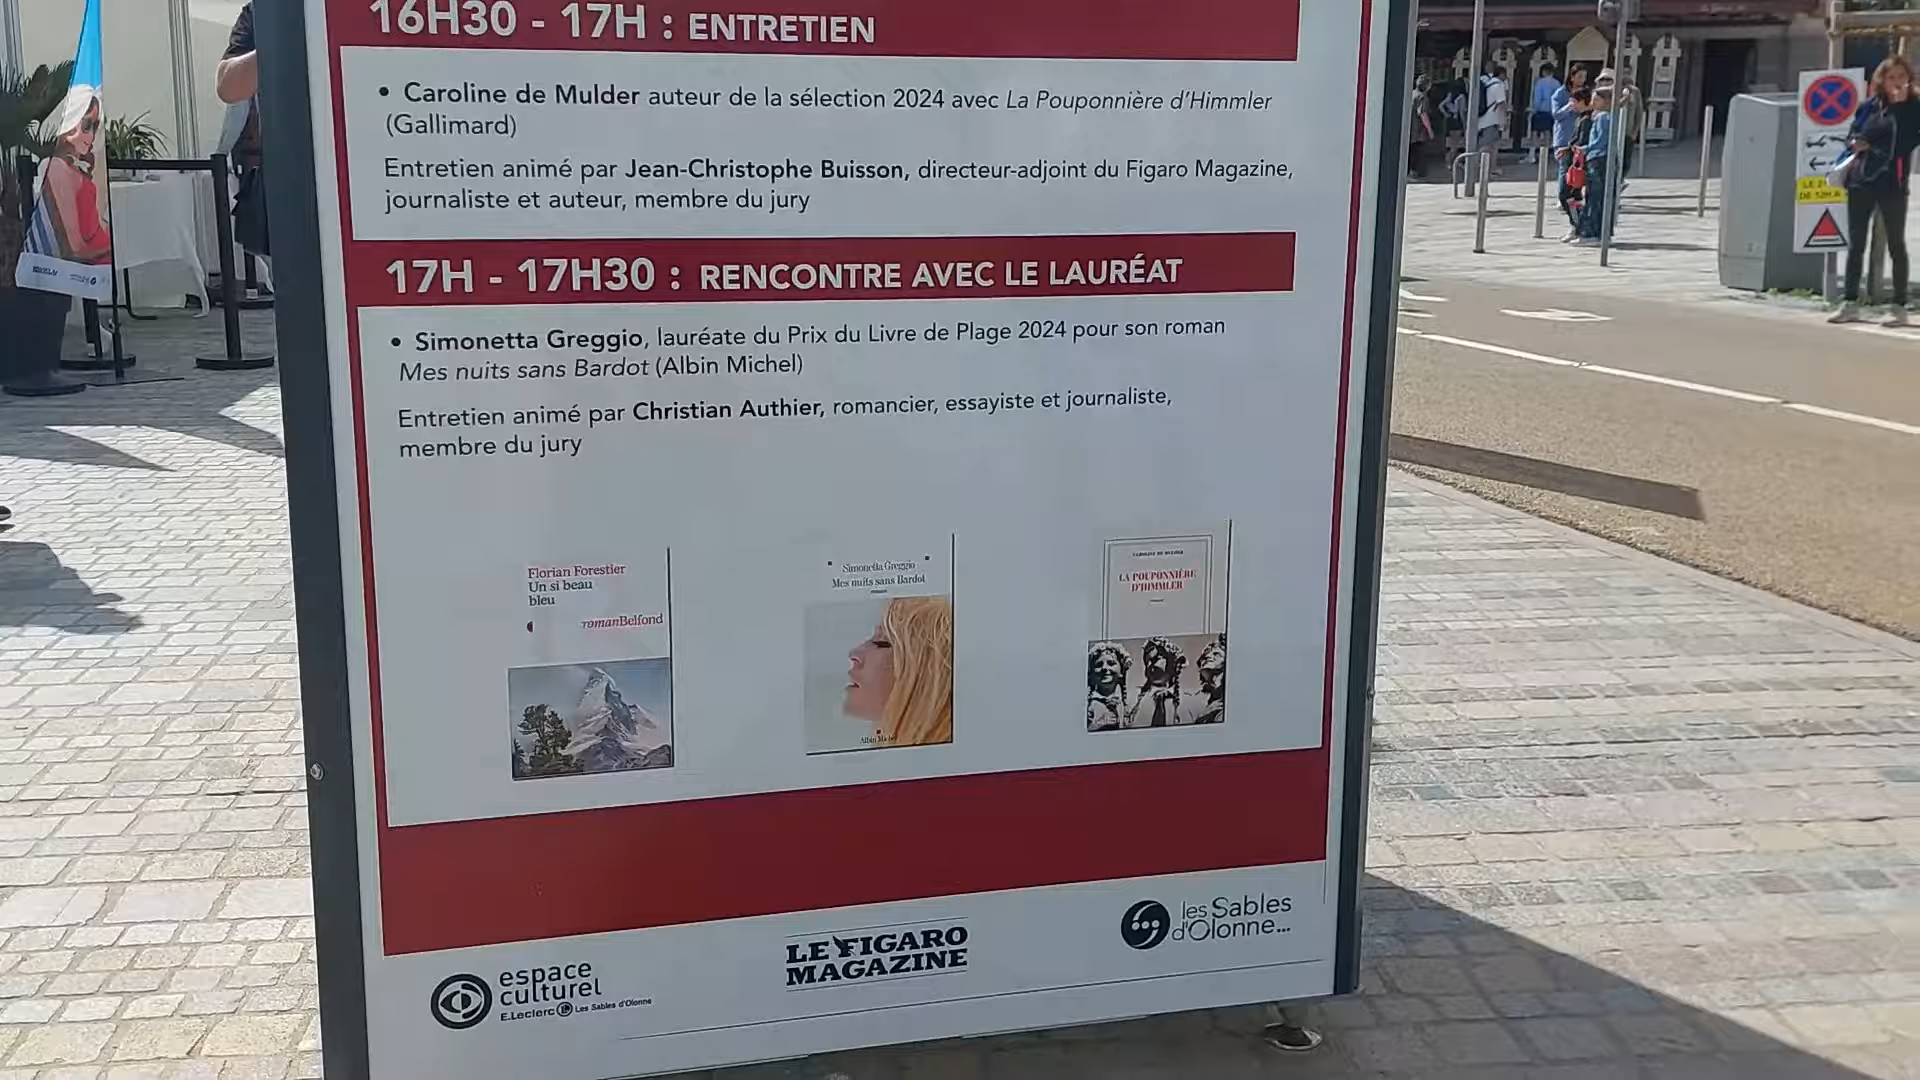 16H30 - 17H : ENTRETIEN
• Caroline de Mulder auteur de la sélection 2024 avec La Pouponnière d'Himmler
(Gallimard)
Entretien animé par Jean-Christophe Buisson, directeur-adjoint du Figaro Magazine,
journaliste et auteur, membre du jury
17H - 17H30 : RENCONTRE AVEC LE LAURÉAT
• Simonetta Greggio, lauréate du Prix du Livre de Plage 2024 pour son roman
Mes nuits sans Bardot (Albin Michel)
Entretien animé par Christian Authier, romancier, essayiste et journaliste,
membre du jury
Florian Forestier
Un si beau
bleu
romanBelfond
Simonetta Greggio
Mes nuits sans Bardot
roman
Albin Michel
CAROLINE DE MULDER
LA POUPONNIÈRE
D'HIMMLER
espace
culturel
E.Leclerc Les Sables d'Olonne
LE FIGARO
MAGAZINE
les Sables
d'Olonne...